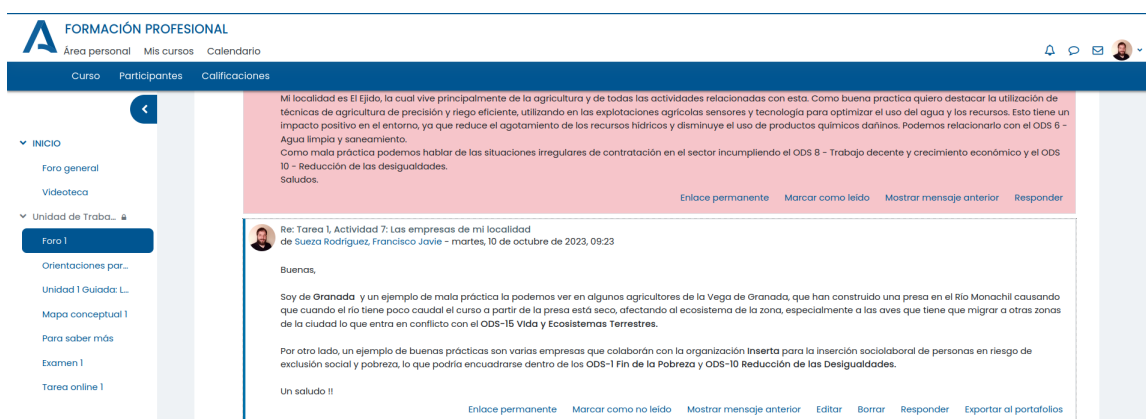 FORMACIÓN PROFESIONAL
Área personal Mis cursos Calendario
Curso Participantes Calificaciones
INICIO
Foro general
Videoteca
Unidad de Traba...
Foro 1
Orientaciones par...
Unidad 1 Guiada: L...
Mapa conceptual 1
Para saber más
Examen 1
Tarea online 1
Mi localidad es El Ejido, la cual vive principalmente de la agricultura y de todas las actividades relacionadas con esta. Como buena practica quiero destacar la utilización de
técnicas de agricultura de precisión y riego eficiente, utilizando en las explotaciones agrícolas sensores y tecnología para optimizar el uso del agua y los recursos. Esto tiene un
impacto positivo en el entorno, ya que reduce el agotamiento de los recursos hídricos y disminuye el uso de productos químicos dañinos. Podemos relacionarlo con el ODS 6 -
Agua limpia y saneamiento.
Como mala práctica podemos hablar de las situaciones irregulares de contratación en el sector incumpliendo el ODS 8 - Trabajo decente y crecimiento económico y el ODS
10 - Reducción de las desigualdades.
Saludos.
Enlace permanente Marcar como leído Mostrar mensaje anterior Responder
Re: Tarea 1, Actividad 7: Las empresas de mi localidad
de Sueza Rodríguez, Francisco Javie - martes, 10 de octubre de 2023, 09:23
Buenas,
Soy de Granada y un ejemplo de mala práctica la podemos ver en algunos agricultores de la Vega de Granada, que han construido una presa en el Río Monachil causando
que cuando el río tiene poco caudal el curso a partir de la presa está seco, afectando al ecosistema de la zona, especialmente a las aves que tiene que migrar a otras zonas
de la ciudad lo que entra en conflicto con el ODS-15 VIda y Ecosistemas Terrestres.
Por otro lado, un ejemplo de buenas prácticas son varias empresas que colaborán con la organización Inserta para la inserción sociolaboral de personas en riesgo de
exclusión social y pobreza, lo que podría encuadrarse dentro de los ODS-1 Fin de la Pobreza y ODS-10 Reducción de las Desigualdades.
Un saludo !!
Enlace permanente Marcar como no leído Mostrar mensaje anterior Editar Borrar Responder Exportar al portafolios